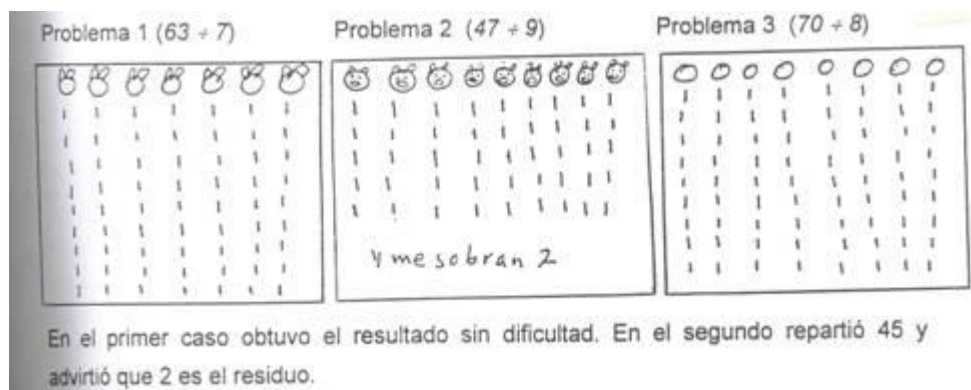 Problema 1 (63 ÷ 7) Problema 2 (47 ÷ 9) Problema 3 (70 ÷ 8)
y me sobran 2
En el primer caso obtuvo el resultado sin dificultad. En el segundo repartió 45 y
advirtió que 2 es el residuo.